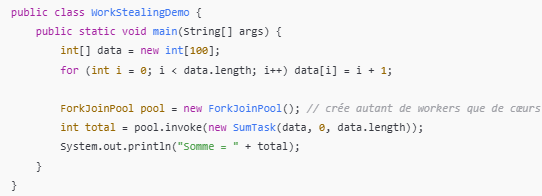 public class WorkStealingDemo {
    public static void main(String[] args) {
        int[] data = new int[100];
        for (int i = 0; i < data.length; i++) data[i] = i + 1;

        ForkJoinPool pool = new ForkJoinPool(); // crée autant de workers que de cœurs
        int total = pool.invoke(new SumTask(data, 0, data.length));
        System.out.println("Somme = " + total);
    }
}